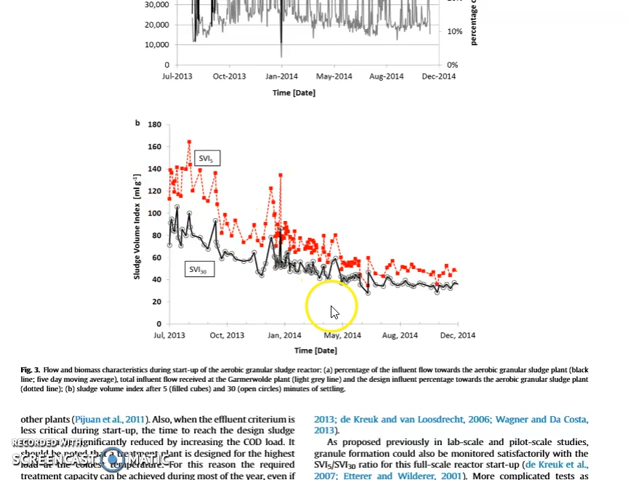 30,000
20,000
10,000
0
10%
0%
percentage
Jul-2013 Oct-2013 Jan-2014 May-2014 Aug-2014 Dec-2014
Time [Date]
b
180
160
140
120
100
80
60
40
20
0
Sludge Volume Index [ml g-1]
SVI5
SVI30
Jul, 2013 Oct, 2013 Jan, 2014 May, 2014 Aug, 2014 Dec, 2014
Time [Date]
Fig. 3. Flow and biomass characteristics during start-up of the aerobic granular sludge reactor: (a) percentage of the influent flow towards the aerobic granular sludge plant (black
line; five day moving average), total influent flow received at the Garmerwolde plant (light grey line) and the design influent percentage towards the aerobic granular sludge plant
(dotted line); (b) sludge volume index after 5 (filled cubes) and 30 (open circles) minutes of settling.
other plants (Pijuan et al., 2011). Also, when the effluent criterium is
less critical during start-up, the time to reach the design sludge
significantly reduced by increasing the COD load. It
should be plant is designed for the highest
load at the coldest temperature. For this reason the required
treatment capacity can be achieved during most of the year, even if
2013; de Kreuk and van Loosdrecht, 2006; Wagner and Da Costa,
2013).
As proposed previously in lab-scale and pilot-scale studies,
granule formation could also be monitored satisfactorily with the
SVI5/SVI30 ratio for this full-scale reactor start-up (de Kreuk et al.,
2007; Etterer and Wilderer, 2001). More complicated tests as
RECORDED WITH
SCREENCAST MATIC